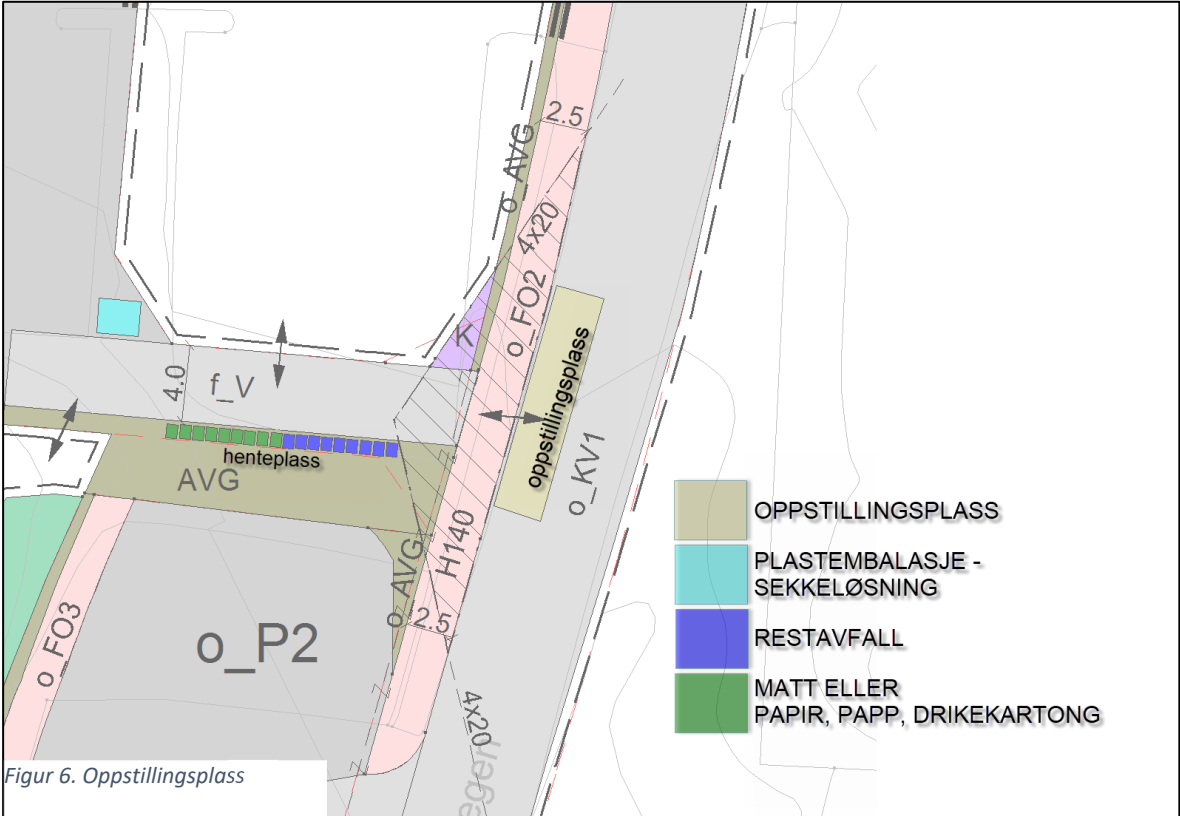 2.5
o_AVG
4x20
o_FO2
K
oppstillingsplass
4.0
f_V
o_KV1
henteplass
AVG
OPPSTILLINGSPLASS
PLASTEMBALASJE -
SEKKELØSNING
H140
o_AVG
o_FO3
2.5
RESTAVFALL
o_P2
MATT ELLER
PAPIR, PAPP, DRIKEKARTONG
4x20
egen
Figur 6. Oppstillingsplass